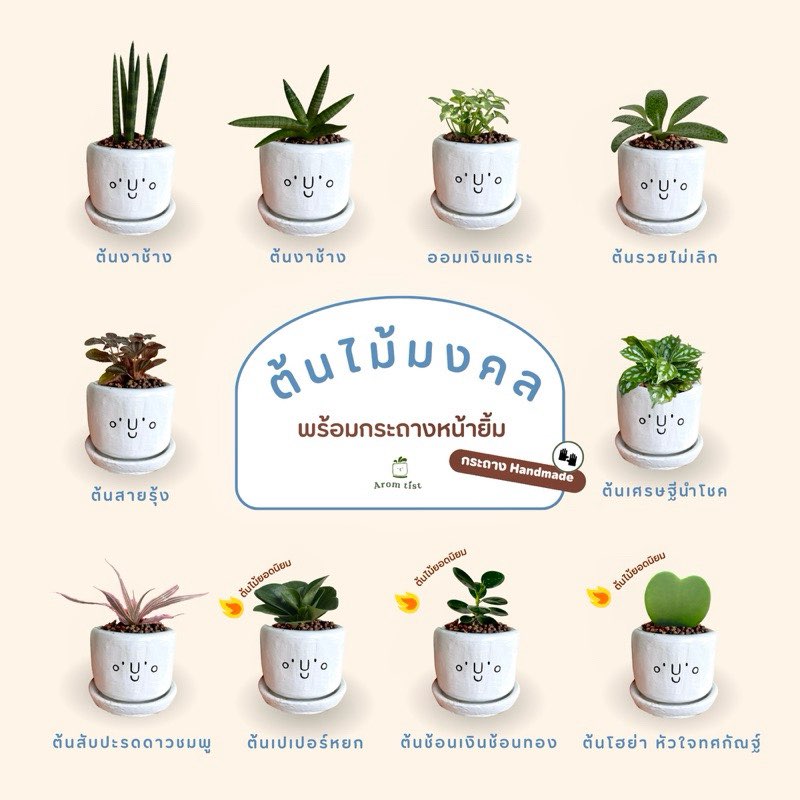 ต้นงาช้าง
ต้นงาช้าง
ออมเงินแคระ
ต้นรวยไม่เลิก
ต้นไม้มงคล
พร้อมกระถางหน้ายิ้ม
กระถาง Handmade
Arom tist
ต้นสายรุ้ง
ต้นเศรษฐีนำโชค
ต้นไม้ยอดนิยม
ต้นไม้ยอดนิยม
ต้นไม้ยอดนิยม
ต้นสับปะรดดาวชมพู
ต้นเปเปอร์หยก
ต้นช้อนเงินช้อนทอง
ต้นโฮย่า หัวใจทศกัณฐ์